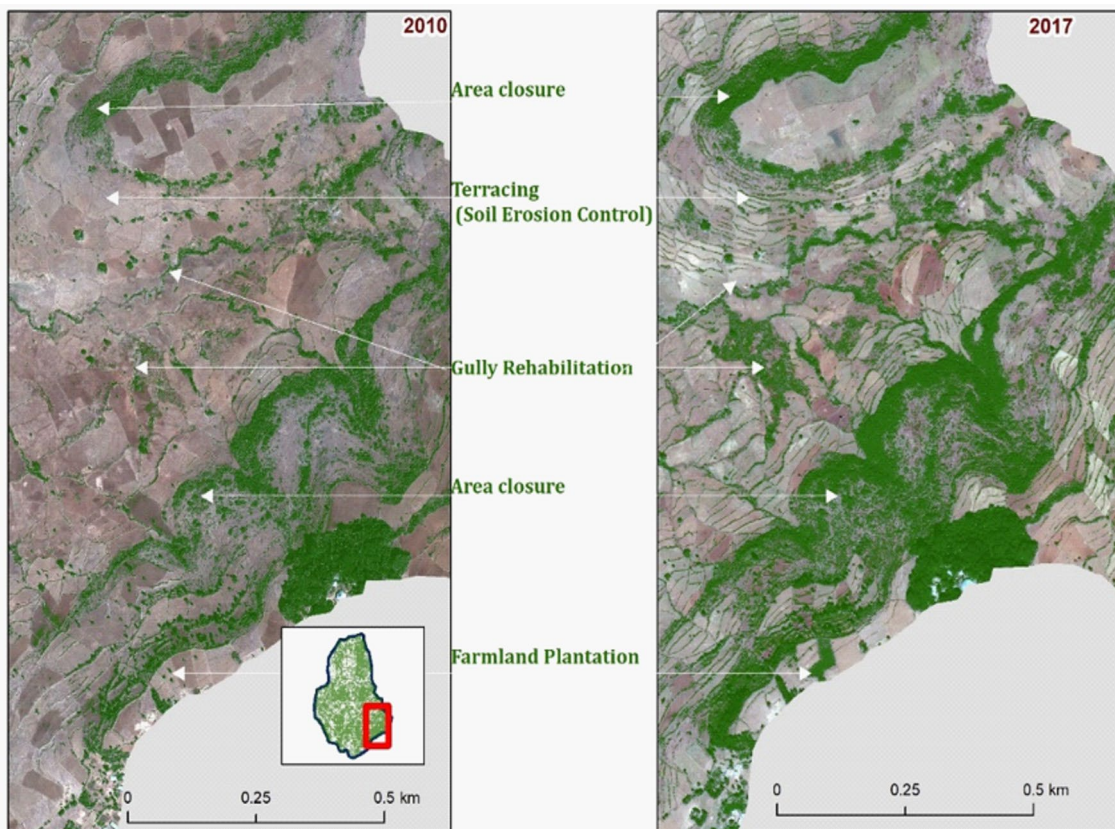 2010
2017
Area closure
Terracing
(Soil Erosion Control)
Gully Rehabilitation
Area closure
Farmland Plantation
0 0.25 0.5 km
0 0.25 0.5 km